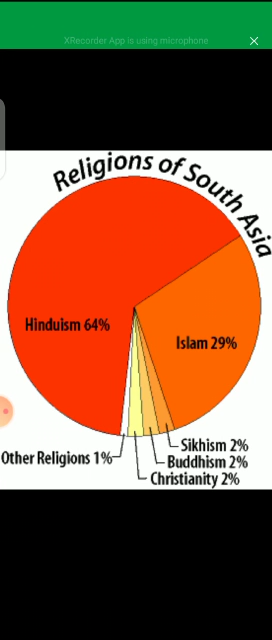 XRecorder App is using microphone
Religions of South Asia
Hinduism 64%
Islam 29%
Sikhism 2%
Buddhism 2%
Christianity 2%
Other Religions 1%